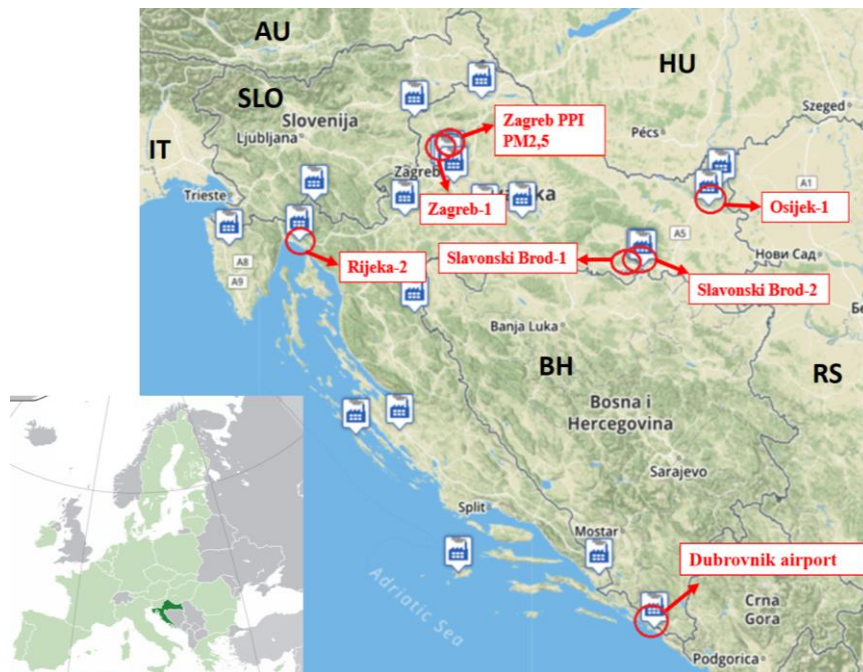 AU
HU
SLO
Slovenija
Ljubljana
IT
Trieste
Zagreb
Zagreb PPI
PM2,5
Zagreb-1
Pécs
Szeged
A1
Osijek-1
A5
Нови Сад
A8
A9
Rijeka-2
Slavonski Brod-1
Slavonski Brod-2
Banja Luka
BH
RS
Bosna i
Hercegovina
Sarajevo
Split
Mostar
Adriatic Sea
Dubrovnik airport
Crna
Gora
Podgorica